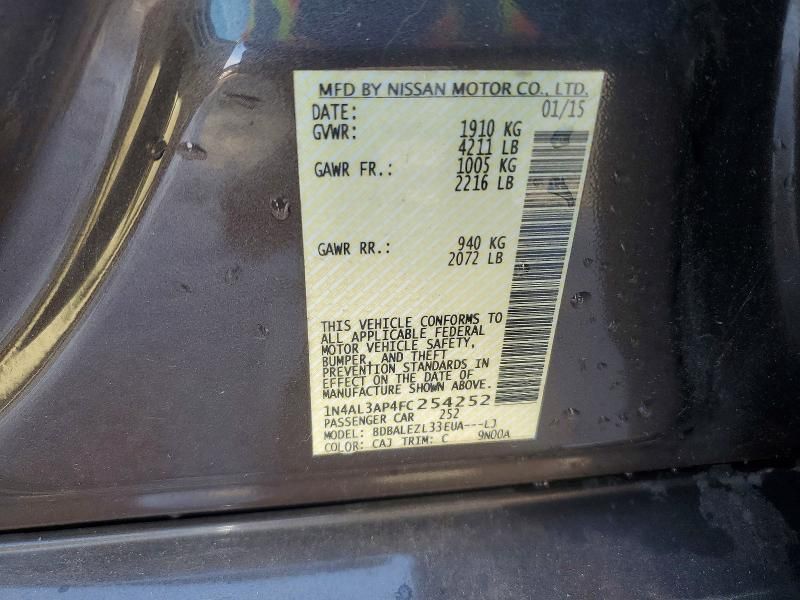 MFD BY NISSAN MOTOR CO., LTD.
DATE: 01/15
GVWR: 1910 KG
4211 LB
GAWR FR.: 1005 KG
2216 LB
GAWR RR.: 940 KG
2072 LB
THIS VEHICLE CONFORMS TO
ALL APPLICABLE FEDERAL
MOTOR VEHICLE SAFETY,
BUMPER, AND THEFT
PREVENTION STANDARDS IN
EFFECT ON THE DATE OF
MANUFACTURE SHOWN ABOVE.
1N4AL3AP4FC254252
PASSENGER CAR 252
MODEL: BDBALEZL33EUA---LJ
COLOR: CAJ TRIM: C 9N00A